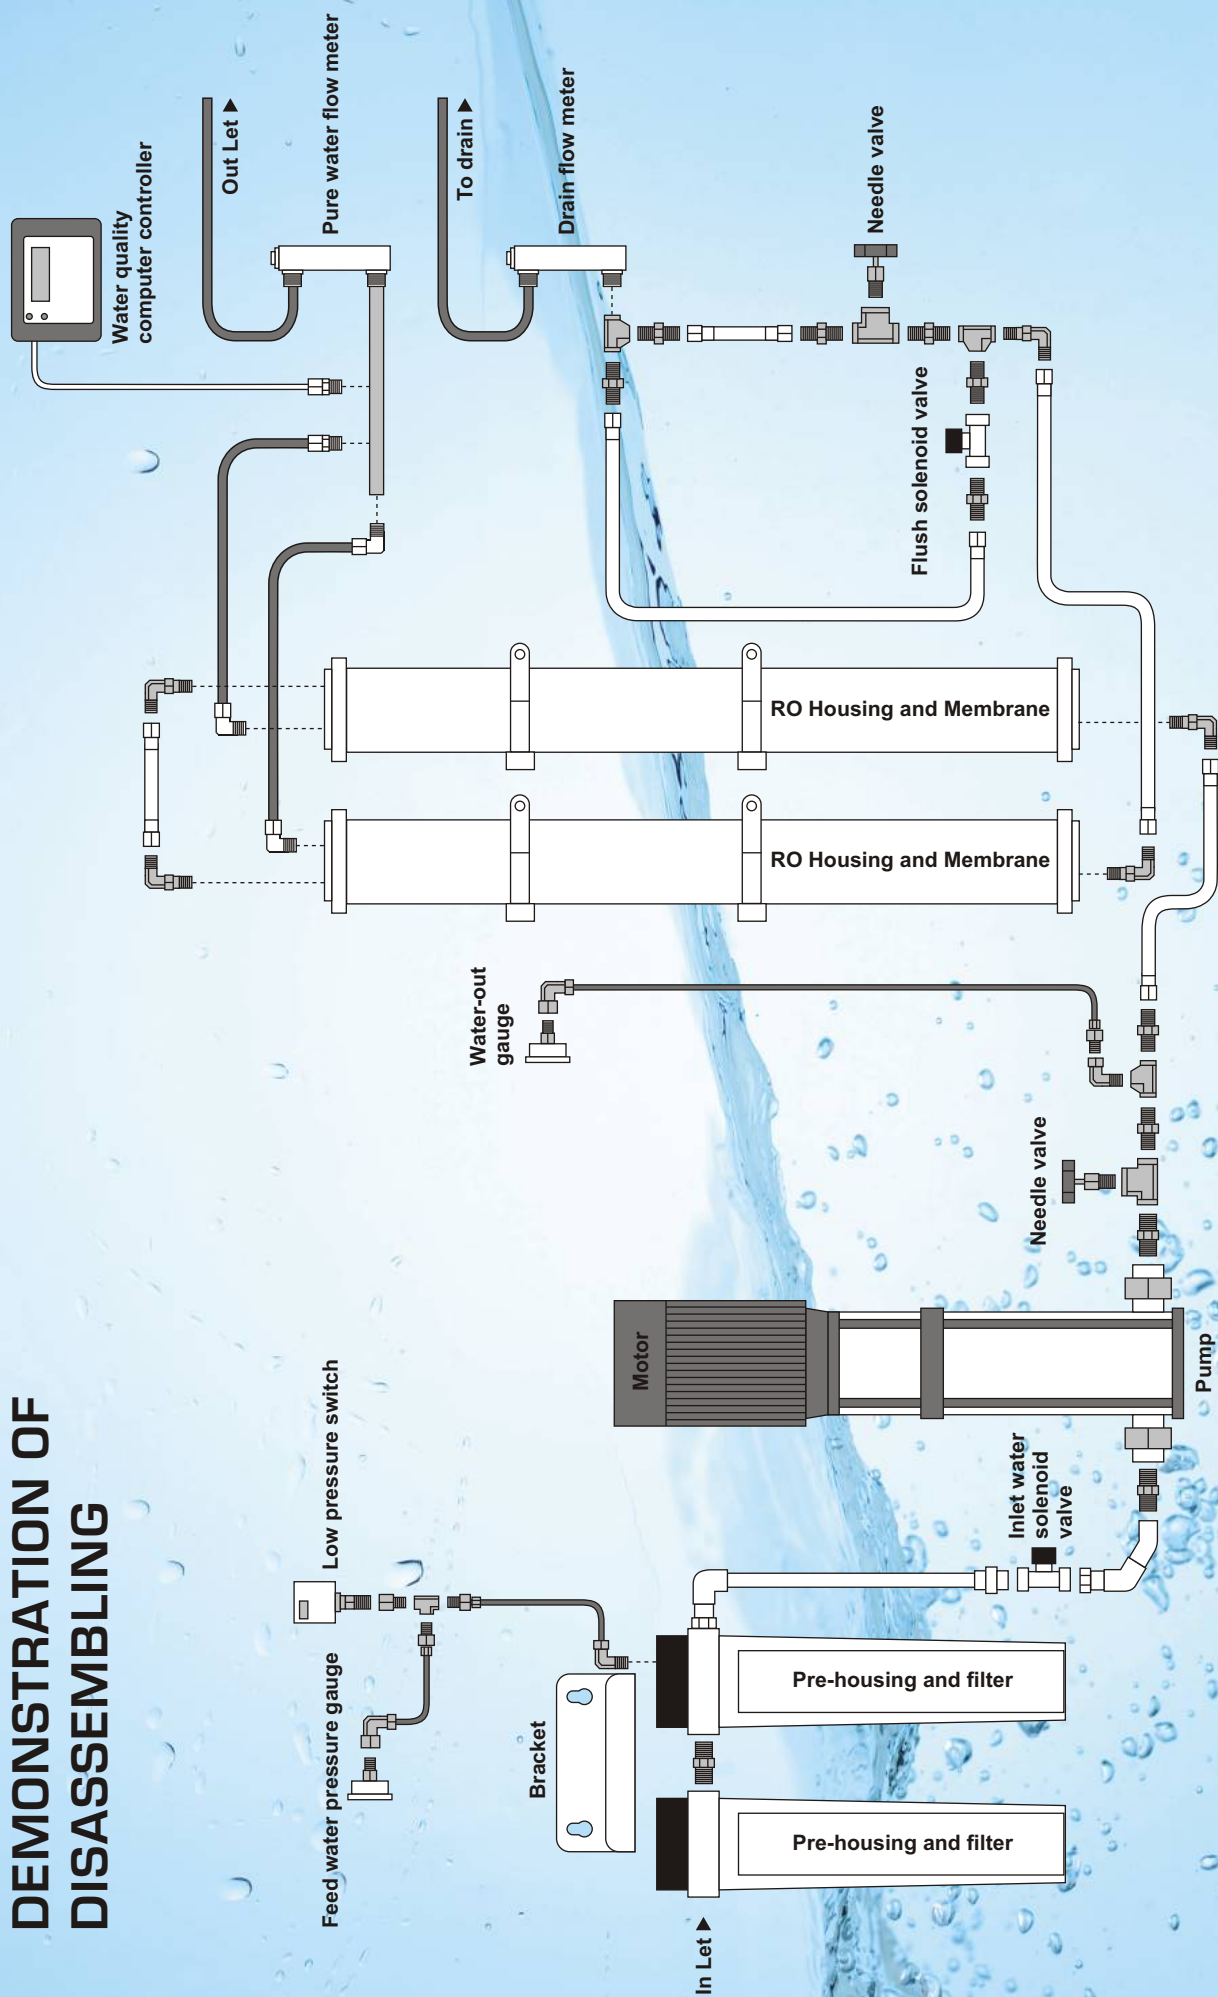 DEMONSTRATION OF
DISASSEMBLING
Water quality
computer controller
Out Let ▶
Pure water flow meter
To drain ▶
Drain flow meter
Needle valve
Flush solenoid valve
RO Housing and Membrane
RO Housing and Membrane
Water-out
gauge
Needle valve
Motor
Pump
Low pressure switch
Feed water pressure gauge
Inlet water
solenoid
valve
Bracket
Pre-housing and filter
Pre-housing and filter
In Let ▶